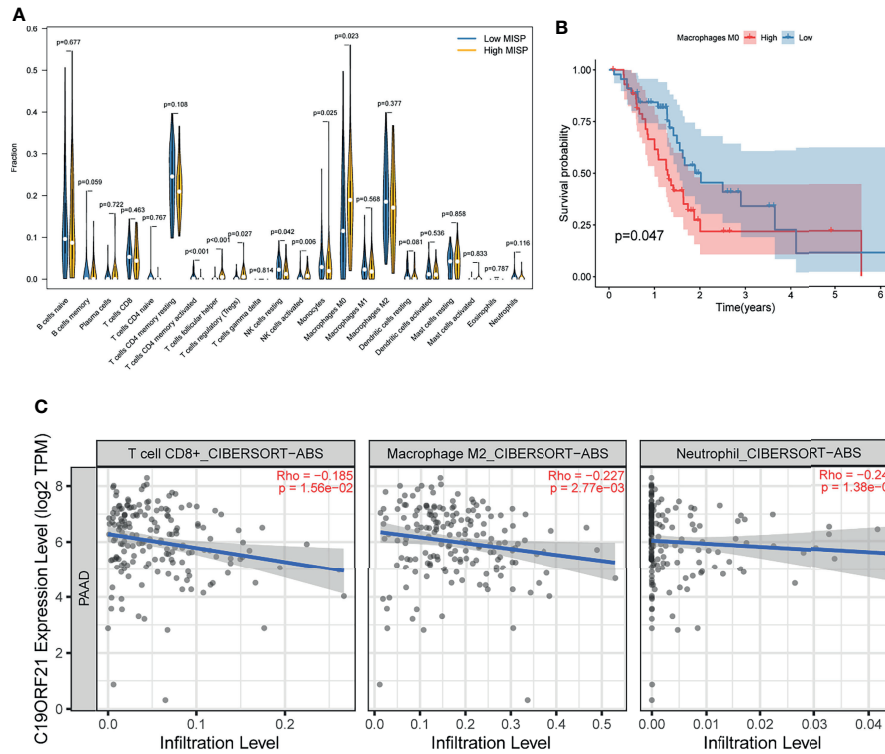 A
0.6
0.5
0.4
0.3
0.2
0.1
0.0
Fraction
Low MISP
High MISP
p=0.677
p=0.059
p=0.722
p=0.463
p=0.767
p=0.108
p<0.001
p<0.001
p=0.027
p=0.814
p=0.042
p=0.006
p=0.025
p=0.023
p=0.568
p=0.377
p=0.081
p=0.536
p=0.858
p=0.833
p=0.787
p=0.116
B cells naive
B cells memory
Plasma cells
T cells CD8
T cells CD4 naive
T cells CD4 memory resting
T cells CD4 memory activated
T cells follicular helper
T cells regulatory (Tregs)
T cells gamma delta
NK cells resting
NK cells activated
Monocytes
Macrophages M0
Macrophages M1
Macrophages M2
Dendritic cells resting
Dendritic cells activated
Mast cells resting
Mast cells activated
Eosinophils
Neutrophils
B
Macrophages M0 High Low
1.00
0.75
0.50
0.25
0.00
Survival probability
p=0.047
0 1 2 3 4 5 6
Time(years)
C
C19ORF21 Expression Level (log2 TPM)
PAAD
8
6
4
2
0
T cell CD8+_CIBERSORT-ABS
Rho = −0.185
p = 1.56e−02
0.0 0.1 0.2
Infiltration Level
Macrophage M2_CIBERSORT-ABS
Rho = −0.227
p = 2.77e−03
0.0 0.1 0.2 0.3 0.4 0.5
Infiltration Level
Neutrophil_CIBERSORT-ABS
Rho = −0.24
p = 1.38e−0
0.00 0.01 0.02 0.03 0.04
Infiltration Level